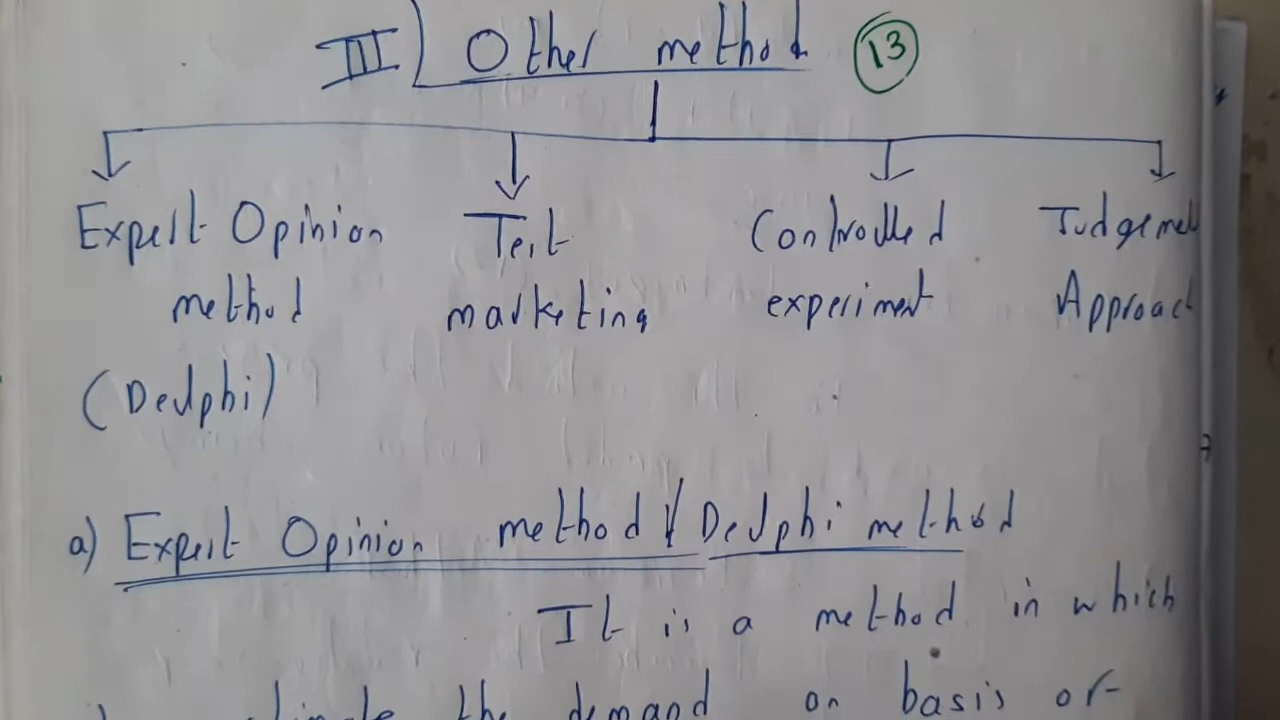 III) Other method 13
Expert Opinion method (Delphi)
Test marketing
Controlled experiment
Judgement Approach
a) Expert Opinion method / Delphi method
It is a method in which
the demand on basis of